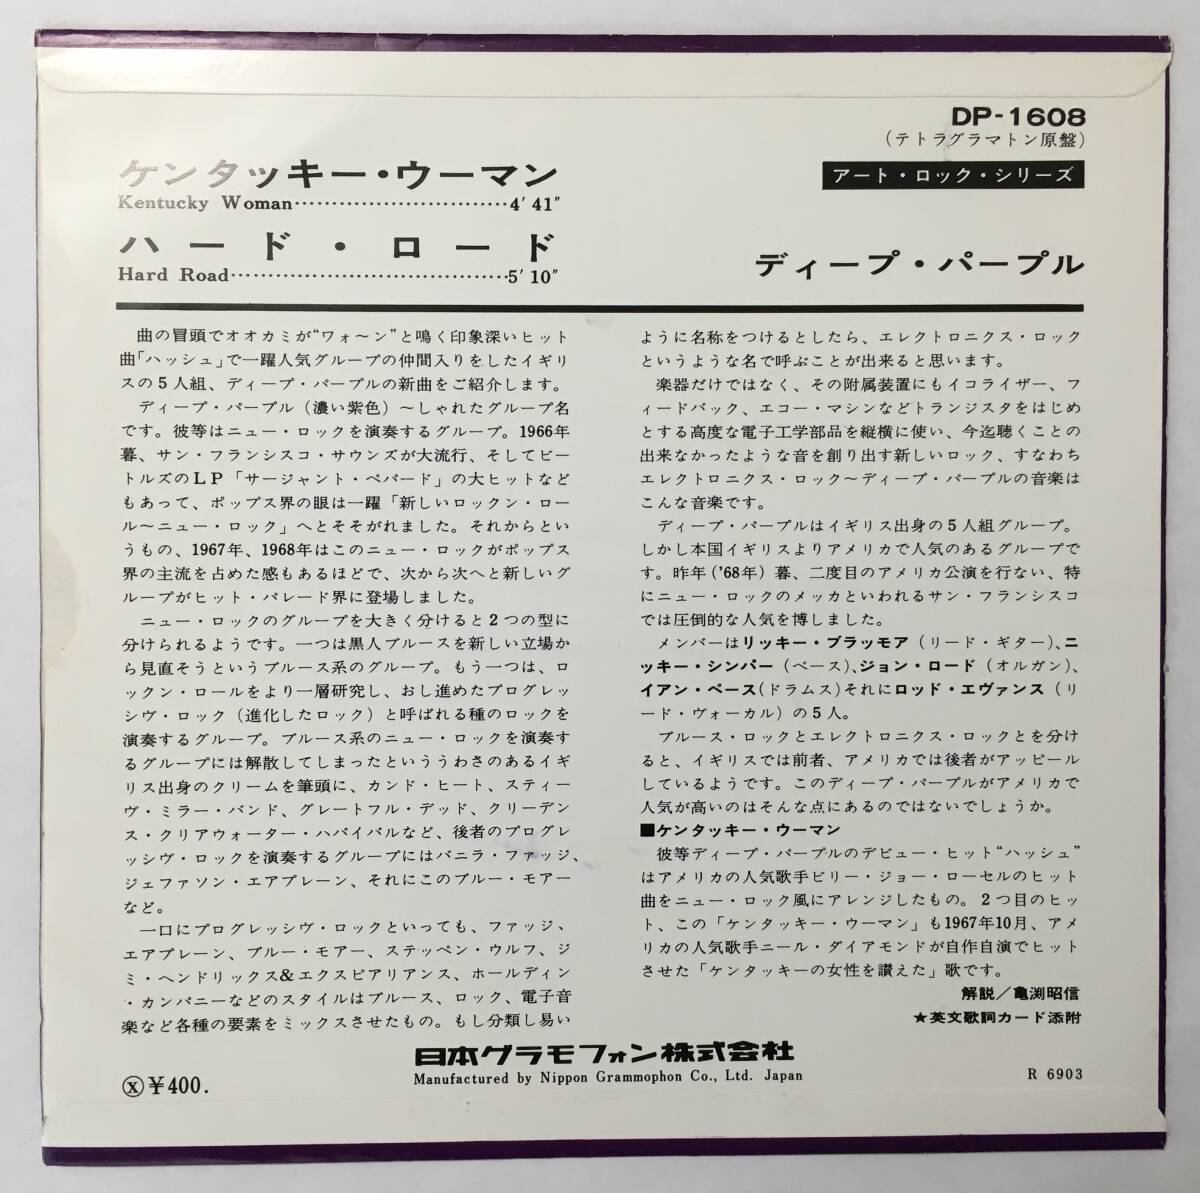 DP-1608
(テトラグラマトン原盤)
アート・ロック・シリーズ
ケンタッキー・ウーマン
Kentucky Woman…………………………4′41″
ハード・ロード
Hard Road…………………………………5′10″
ディープ・パープル
曲の冒頭でオオカミが“ワォ〜ン”と鳴く印象深いヒット
曲「ハッシュ」で一躍人気グループの仲間入りをしたイギリ
スの5人組、ディープ・パープルの新曲をご紹介します。
ディープ・パープル(濃い紫色)〜しゃれたグループ名
です。彼等はニュー・ロックを演奏するグループ。1966年
暮、サン・フランシスコ・サウンズが大流行、そしてビー
トルズのLP「サージャント・ペパード」の大ヒットなど
もあって、ポップス界の眼は一躍「新しいロックン・ロー
ル〜ニュー・ロック」へとそそがれました。それからとい
うもの、1967年、1968年はこのニュー・ロックがポップス
界の主流を占めた感もあるほどで、次から次へと新しいグ
ループがヒット・パレード界に登場しました。
ニュー・ロックのグループを大きく分けると2つの型に
分けられるようです。一つは黒人ブルースを新しい立場か
ら見直そうというブルース系のグループ。もう一つは、ロ
ックン・ロールをより一層研究し、おし進めたプログレッ
シヴ・ロック(進化したロック)と呼ばれる種のロックを
演奏するグループ。ブルース系のニュー・ロックを演奏す
るグループには解散してしまったといううわさのあるイギ
リス出身のクリームを筆頭に、カンド・ヒート、スティー
ヴ・ミラー・バンド、グレートフル・デッド、クリーデン
ス・クリアウォーター・ハバイバルなど、後者のプログレ
ッシヴ・ロックを演奏するグループにはバニラ・ファッジ、
ジェファソン・エアプレーン、それにこのブルー・モアー
など。
一口にプログレッシヴ・ロックといっても、ファッジ、
エアプレーン、ブルー・モアー、ステッペン・ウルフ、ジ
ミ・ヘンドリックス&エクスピアリアンス、ホールディン
・カンパニーなどのスタイルはブルース、ロック、電子音
楽など各種の要素をミックスさせたもの。もし分類し易い
ように名称をつけるとしたら、エレクトロニクス・ロック
というような名で呼ぶことが出来ると思います。
楽器だけではなく、その附属装置にもイコライザー、フ
ィードバック、エコー・マシンなどトランジスタをはじめ
とする高度な電子工学部品を縦横に使い、今迄聴くことの
出来なかったような音を創り出す新しいロック、すなわち
エレクトロニクス・ロック〜ディープ・パープルの音楽は
こんな音楽です。
ディープ・パープルはイギリス出身の5人組グループ。
しかし本国イギリスよりアメリカで人気のあるグループで
す。昨年('68年)暮、二度目のアメリカ公演を行ない、特
にニュー・ロックのメッカといわれるサン・フランシスコ
では圧倒的な人気を博しました。
メンバーはリッキー・ブラッモア(リード・ギター)、ニ
ッキー・シンパー(ベース)、ジョン・ロード(オルガン)、
イアン・ペース(ドラムス)それにロッド・エヴァンス(リ
ード・ヴォーカル)の5人。
ブルース・ロックとエレクトロニクス・ロックとを分け
ると、イギリスでは前者、アメリカでは後者がアッピール
しているようです。このディープ・パープルがアメリカで
人気が高いのはそんな点にあるのではないでしょうか。
■ケンタッキー・ウーマン
彼等ディープ・パープルのデビュー・ヒット“ハッシュ”
はアメリカの人気歌手ビリー・ジョー・ローセルのヒット
曲をニュー・ロック風にアレンジしたもの。2つ目のヒッ
ト、この「ケンタッキー・ウーマン」も1967年10月、アメ
リカの人気歌手ニール・ダイアモンドが自作自演でヒット
させた「ケンタッキーの女性を讃えた」歌です。
解説/亀渕昭信
★英文歌詞カード添附
日本グラモフォン株式会社
Manufactured by Nippon Grammophon Co., Ltd. Japan
Ⓧ¥400.
R 6903